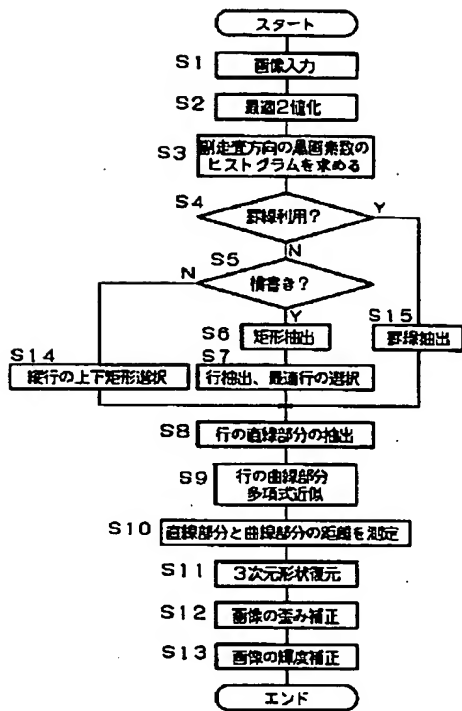 スタート
S1 画像入力
S2 最適2値化
S3 副走査方向の黒画素数の
ヒストグラムを求める
S4 罫線利用? Y
N
S5 横書き? N
Y
S15 罫線抽出
S6 矩形抽出
S14 縦行の上下矩形選択
S7 行抽出、最適行の選択
S8 行の直線部分の抽出
S9 行の曲線部分
多項式近似
S10 直線部分と曲線部分の距離を測定
S11 3次元形状復元
S12 画像の歪み補正
S13 画像の輝度補正
エンド